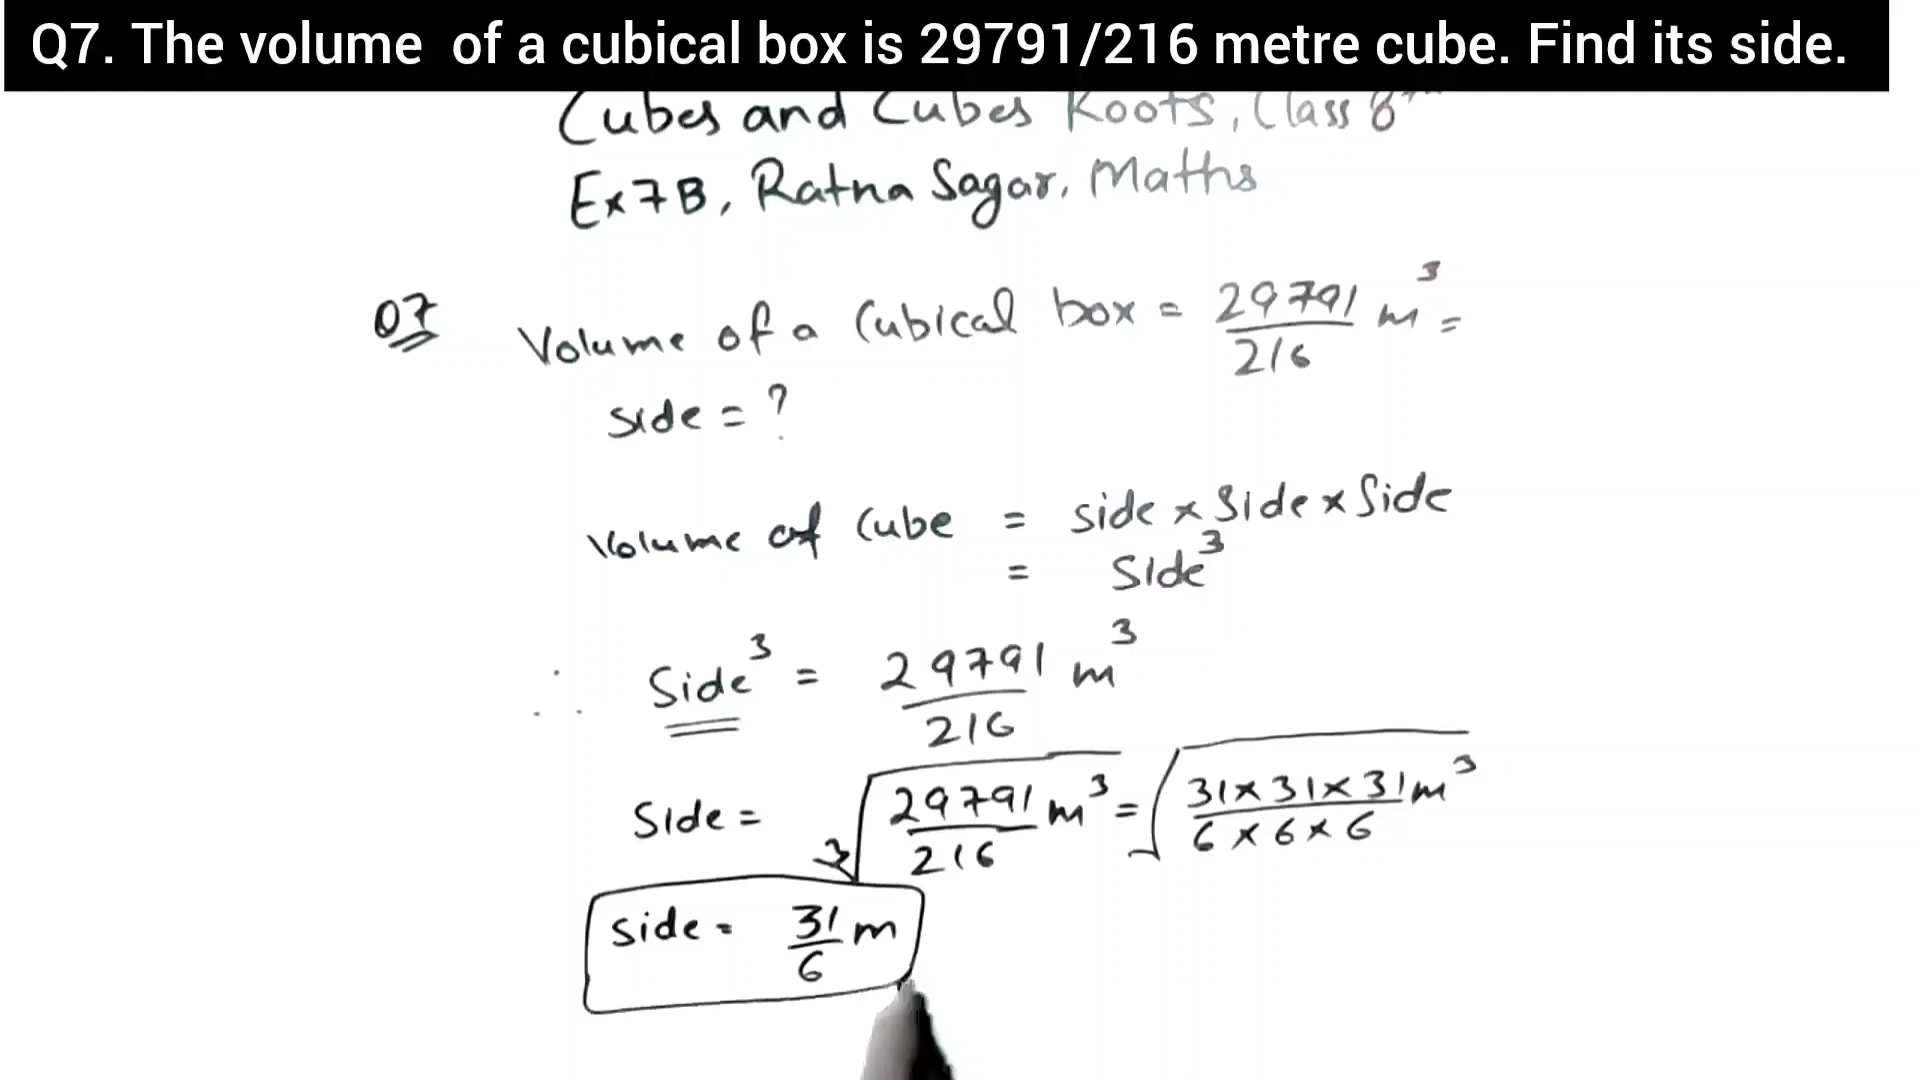 Q7. The volume of a cubical box is 29791/216 metre cube. Find its side.
Cubes and Cubes Roots, Class 8th
Ex 7B, Ratna Sagar, Maths
Q7 Volume of a Cubical box = 29791/216 m³ =
side = ?
Volume of Cube = side × Side × Side
= Side³
∴ Side³ = 29791/216 m³
Side = ∛(29791/216 m³) = √(31×31×31/6×6×6 m³)
side = 31/6 m